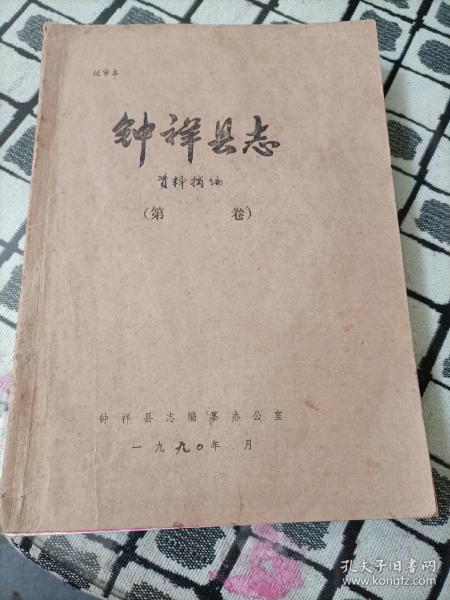 送审本
钟祥县志
资料摘编
（第　　　卷）
钟祥县志编纂办公室
一九九〇年　月
孔夫子旧书网
www.kongfz.com